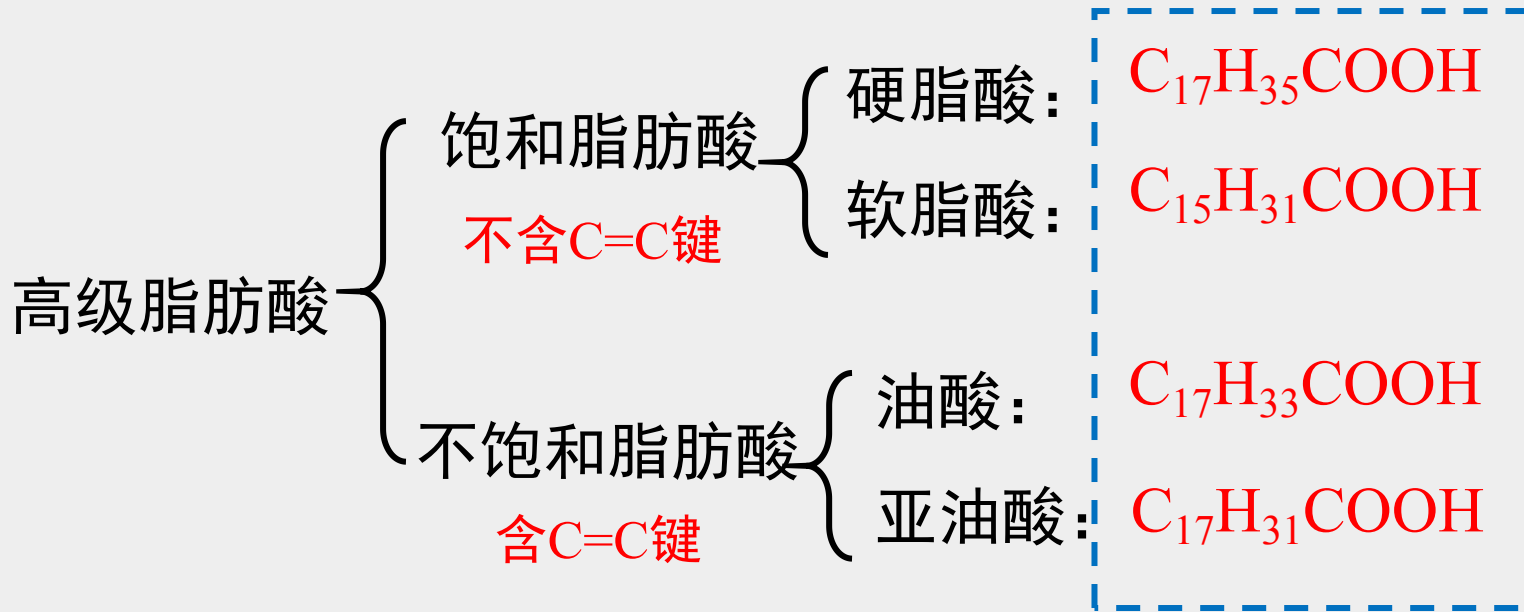 硬脂酸：C₁₇H₃₅COOH
饱和脂肪酸
软脂酸：C₁₅H₃₁COOH
不含C=C键
高级脂肪酸
油酸：C₁₇H₃₃COOH
不饱和脂肪酸
亚油酸：C₁₇H₃₁COOH
含C=C键